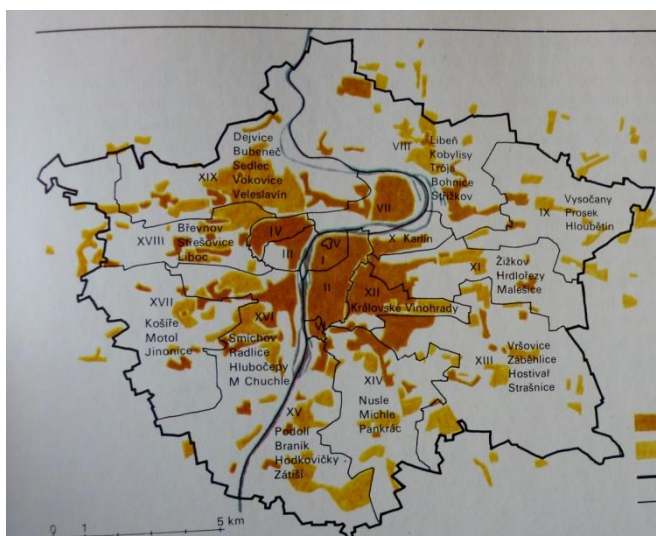 Dejvice
Bubeneč
Sedlec
XIX Vokovice
Veleslavín
VIII Libeň
Kobylisy
Trója
Bohnice
Střížkov
IX Vysočany
Prosek
Hloubětín
VII
XVIII Břevnov
Střešovice
Liboc
IV
III
IV
I
X Karlín
XI Žižkov
Hrdlořezy
Malešice
XVII
Košíře
Motol
Jinonice
XVI
Smíchov
Radlice
Hlubočepy
M Chuchle
II
XII
Královské Vinohrady
XIII Vršovice
Záběhlice
Hostivař
Strašnice
XIV
Nusle
Michle
Pankrác
XV
Podolí
Braník
Hodkovičky
Zátiší
0 1 5 km